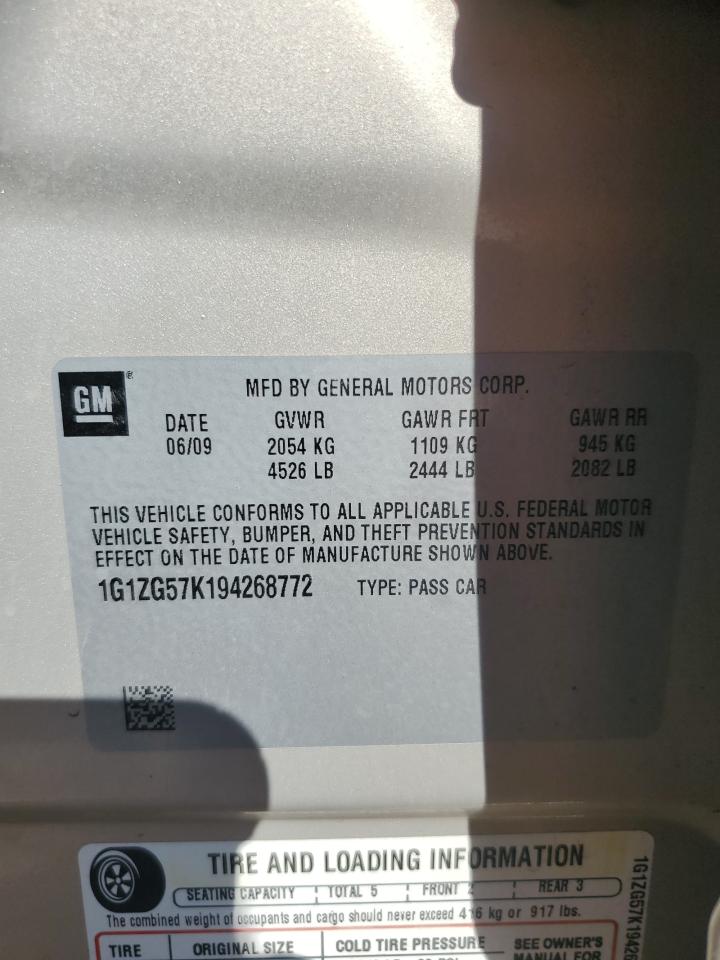 GM ®
MFD BY GENERAL MOTORS CORP.
DATE GVWR GAWR FRT GAWR RR
06/09 2054 KG 1109 KG 945 KG
4526 LB 2444 LB 2082 LB
THIS VEHICLE CONFORMS TO ALL APPLICABLE U.S. FEDERAL MOTOR
VEHICLE SAFETY, BUMPER, AND THEFT PREVENTION STANDARDS IN
EFFECT ON THE DATE OF MANUFACTURE SHOWN ABOVE.
1G1ZG57K194268772 TYPE: PASS CAR
TIRE AND LOADING INFORMATION
SEATING CAPACITY TOTAL 5 FRONT 2 REAR 3
The combined weight of occupants and cargo should never exceed 416 kg or 917 lbs.
TIRE ORIGINAL SIZE COLD TIRE PRESSURE SEE OWNER'S
MANUAL FOR
1G1ZG57K19426